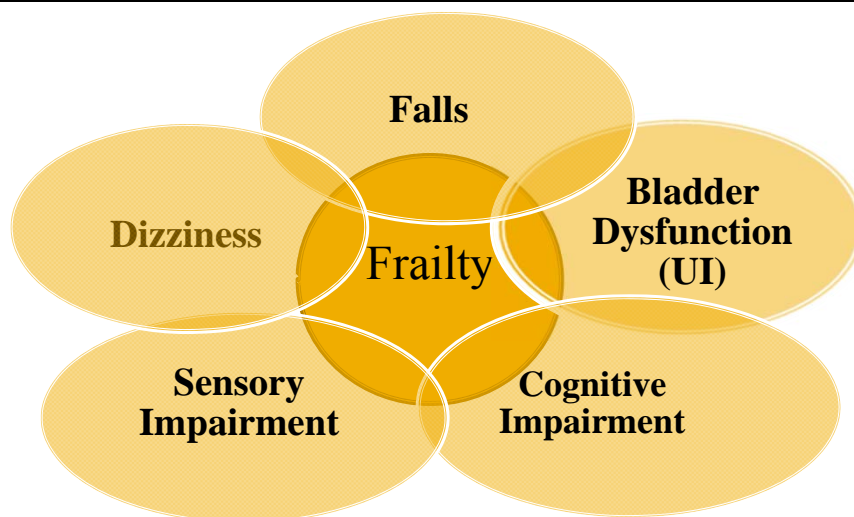 Falls
Bladder
Dysfunction
(UI)
Dizziness
Frailty
Sensory
Impairment
Cognitive
Impairment